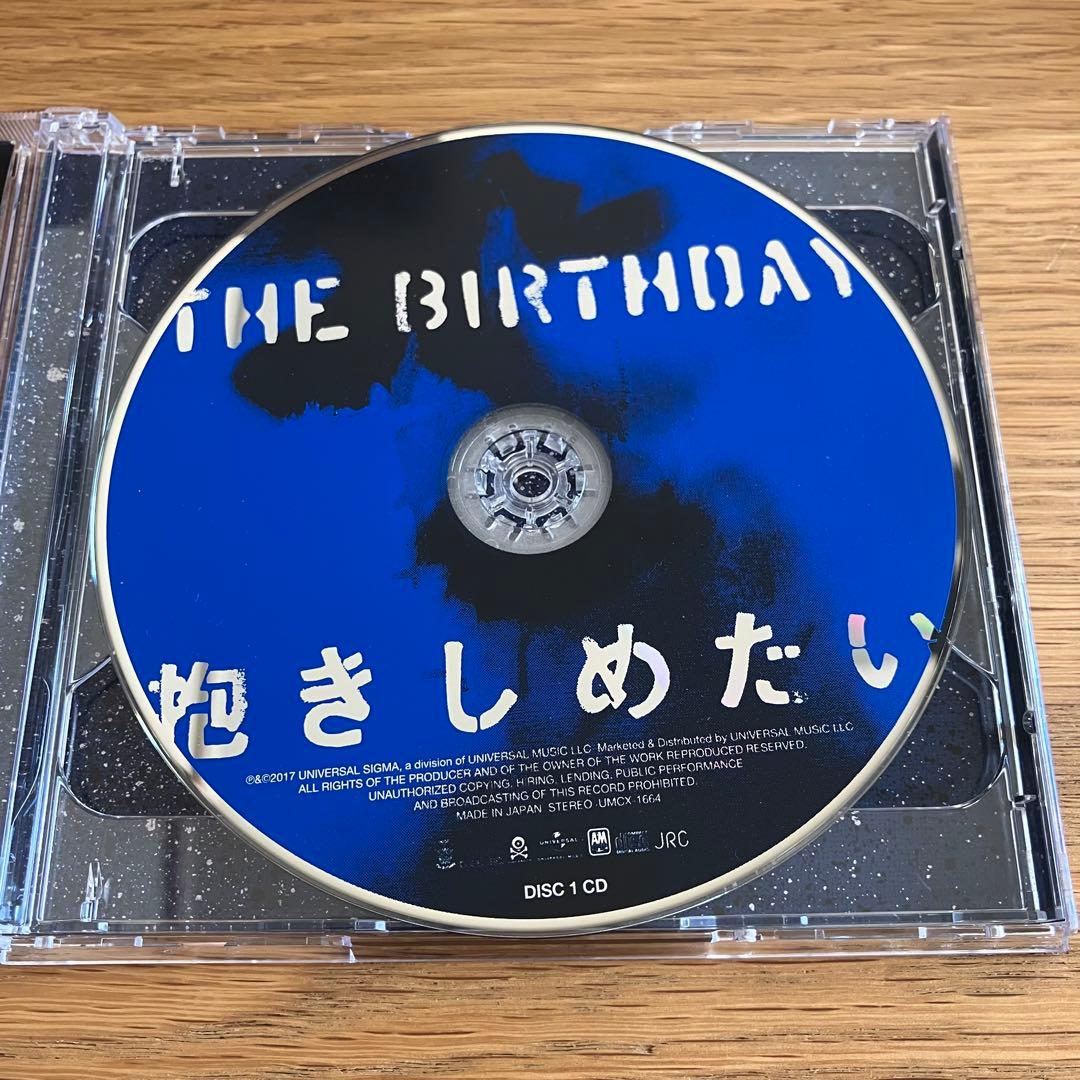 THE BIRTHDAY
抱きしめたい
℗&©2017 UNIVERSAL SIGMA, a division of UNIVERSAL MUSIC LLC Marketed & Distributed by UNIVERSAL MUSIC LLC
ALL RIGHTS OF THE PRODUCER AND OF THE OWNER OF THE WORK REPRODUCED RESERVED.
UNAUTHORIZED COPYING, HIRING, LENDING, PUBLIC PERFORMANCE
AND BROADCASTING OF THIS RECORD PROHIBITED.
MADE IN JAPAN STEREO UMCX-1664
UNIVERSAL A&M JRC
DISC 1 CD